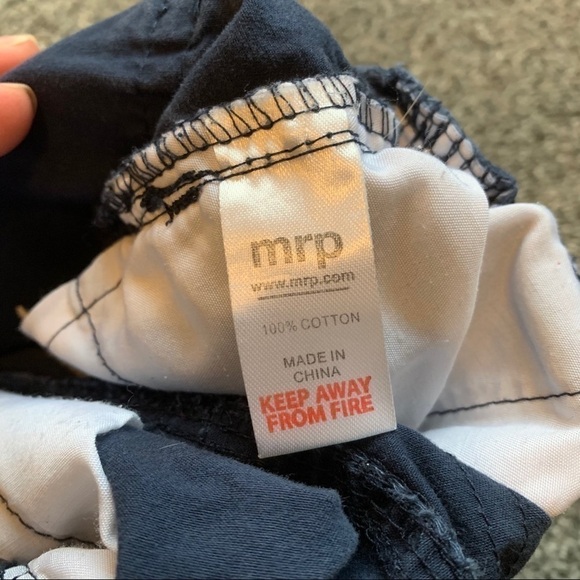 mrp
www.mrp.com
100% COTTON
MADE IN
CHINA
KEEP AWAY
FROM FIRE